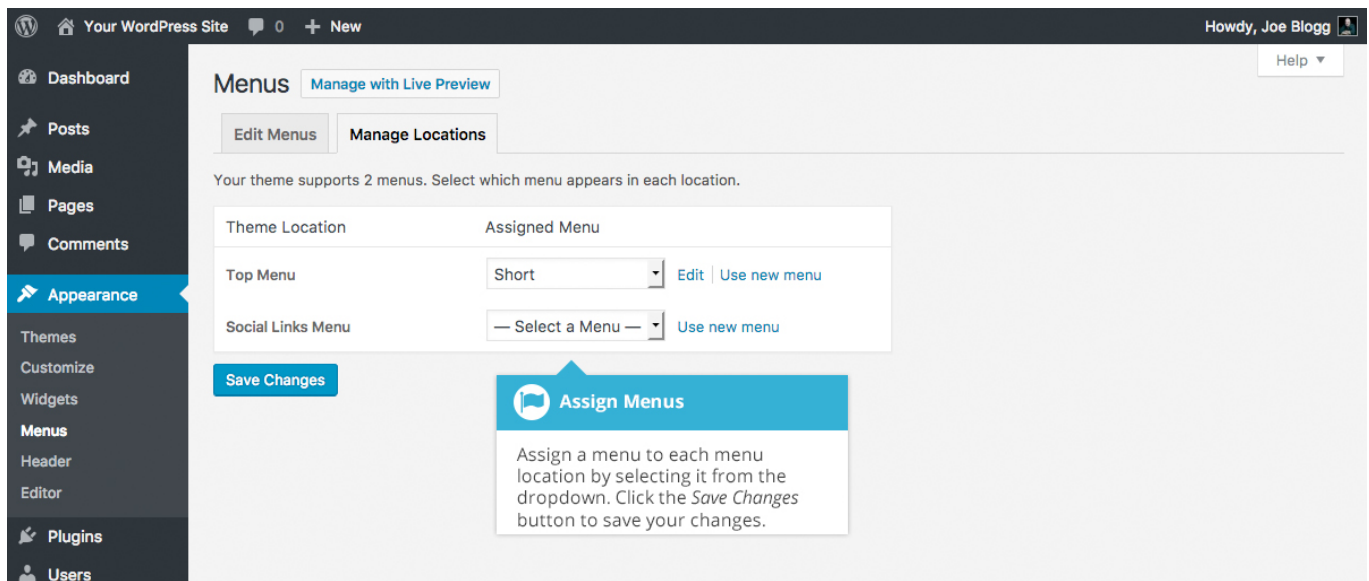 Your WordPress Site 0 + New Howdy, Joe Blogg
Help ▼
Dashboard
Posts
Media
Pages
Comments
Appearance
Themes
Customize
Widgets
Menus
Header
Editor
Plugins
Users
Menus Manage with Live Preview
Edit Menus Manage Locations
Your theme supports 2 menus. Select which menu appears in each location.
Theme Location Assigned Menu
Top Menu Short Edit | Use new menu
Social Links Menu — Select a Menu — Use new menu
Save Changes
Assign Menus
Assign a menu to each menu
location by selecting it from the
dropdown. Click the Save Changes
button to save your changes.